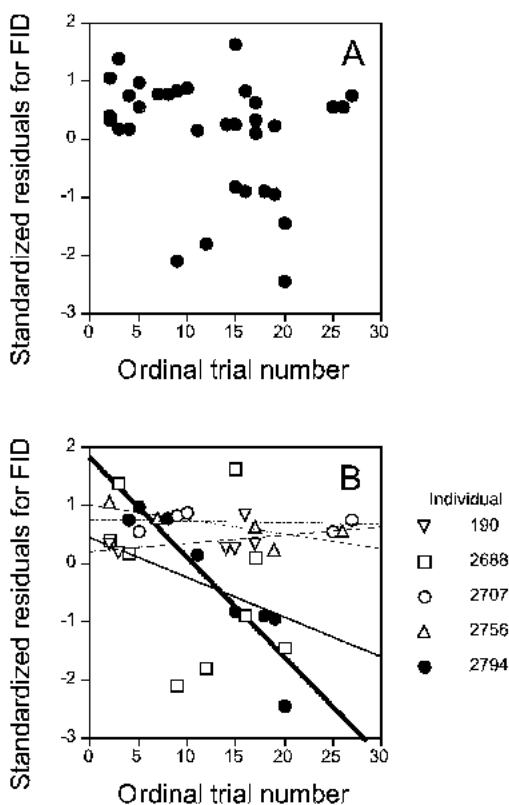 A
Standardized residuals for FID
2
1
0
-1
-2
-3
0 5 10 15 20 25 30
Ordinal trial number
B
Standardized residuals for FID
2
1
0
-1
-2
-3
0 5 10 15 20 25 30
Ordinal trial number
Individual
190
2688
2707
2756
2794